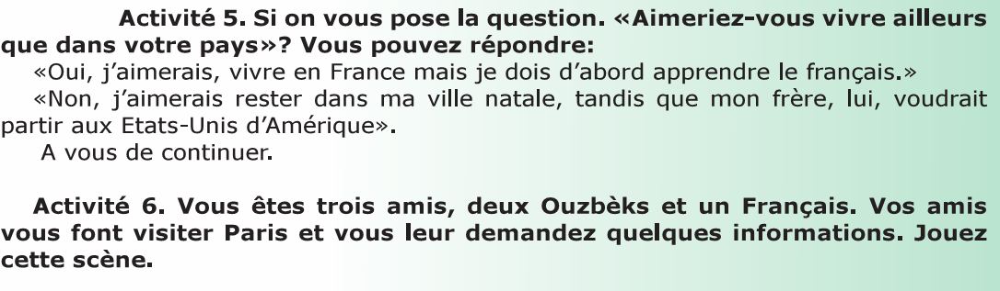 Activité 5. Si on vous pose la question. «Aimeriez-vous vivre ailleurs
que dans votre pays»? Vous pouvez répondre:
«Oui, j’aimerais, vivre en France mais je dois d’abord apprendre le français.»
«Non, j’aimerais rester dans ma ville natale, tandis que mon frère, lui, voudrait
partir aux Etats-Unis d’Amérique».
A vous de continuer.
Activité 6. Vous êtes trois amis, deux Ouzbèks et un Français. Vos amis
vous font visiter Paris et vous leur demandez quelques informations. Jouez
cette scène.